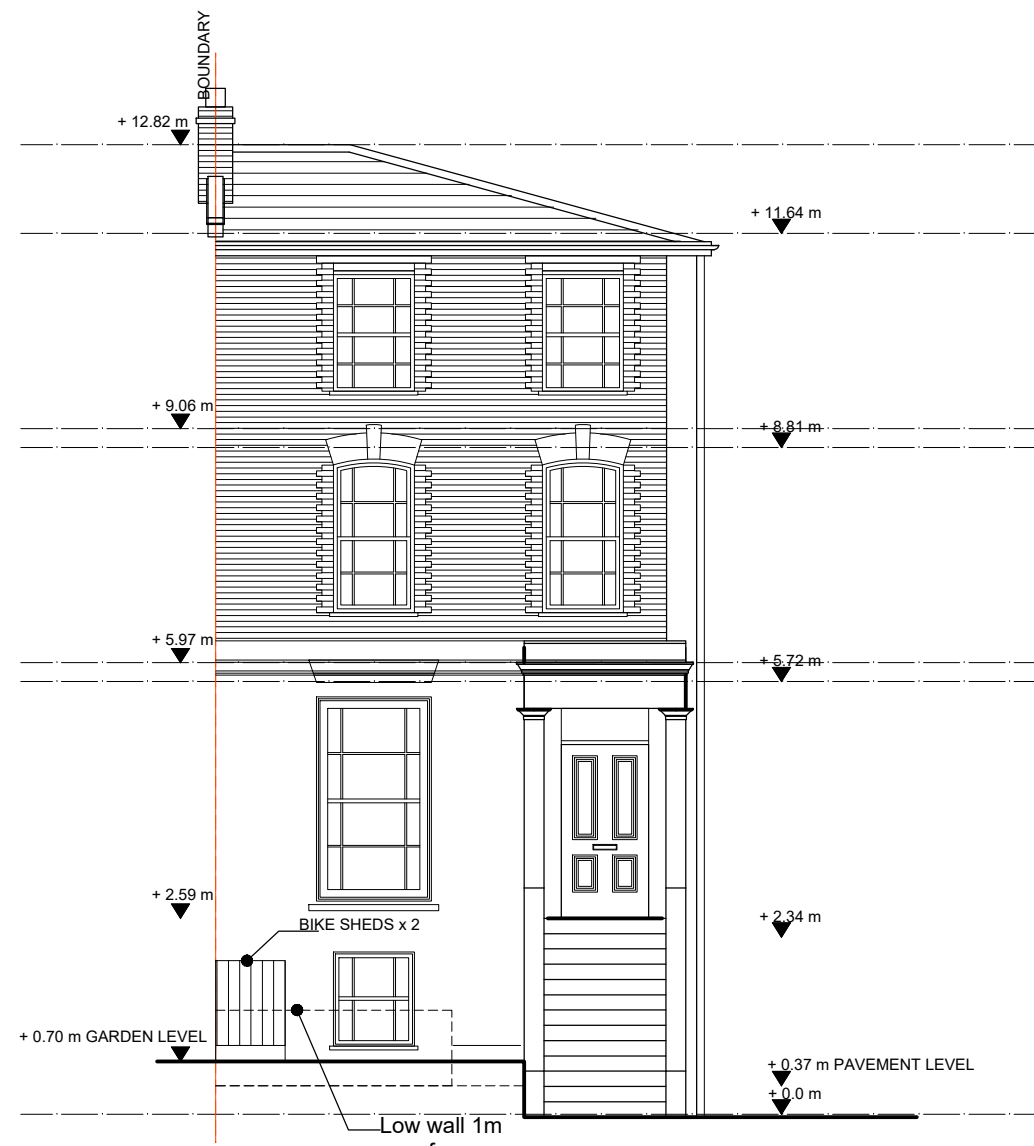 BOUNDARY
+ 12.82 m
+ 11.64 m
+ 9.06 m
+ 8.81 m
+ 5.97 m
+ 5.72 m
+ 2.59 m
BIKE SHEDS x 2
+ 2.34 m
+ 0.70 m GARDEN LEVEL
+ 0.37 m PAVEMENT LEVEL
+ 0.0 m
Low wall 1m